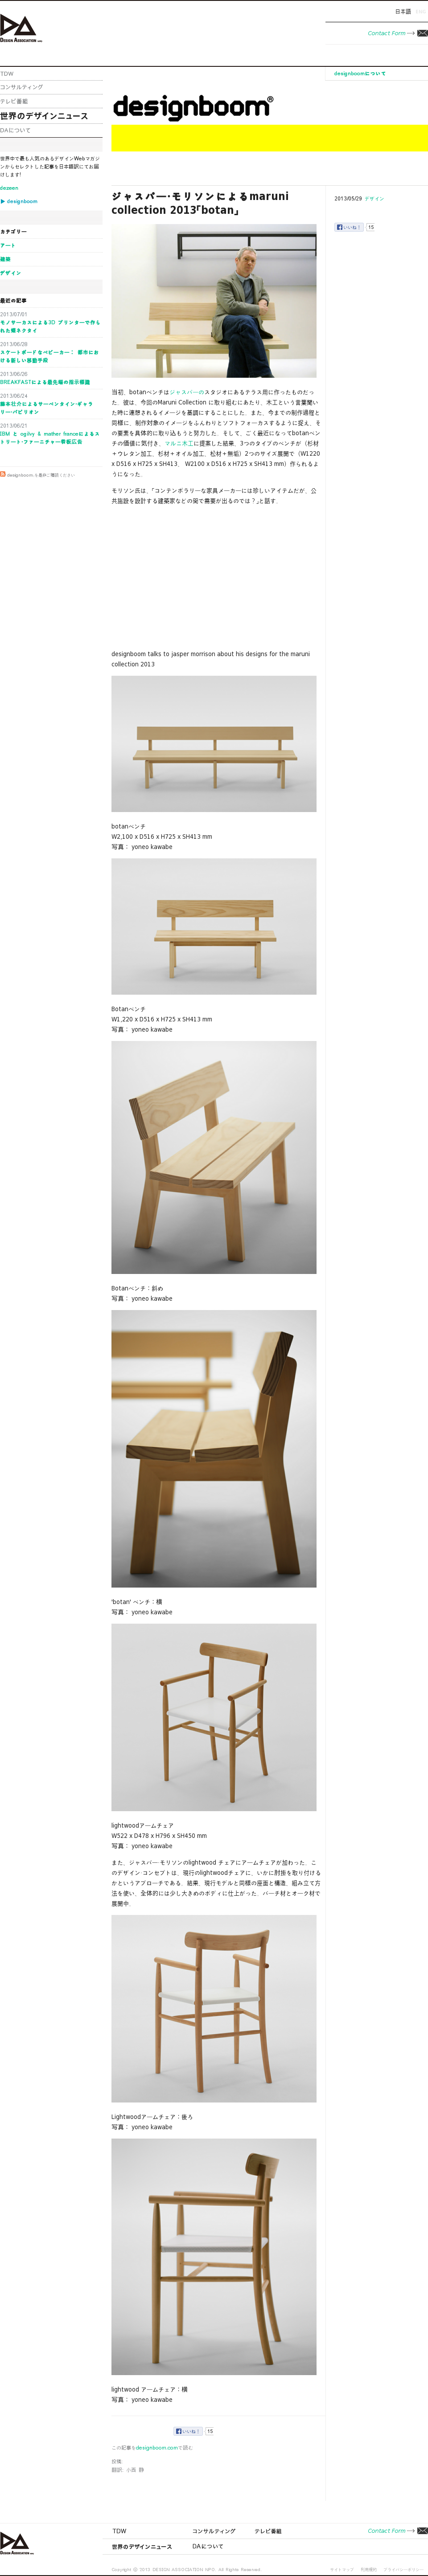 日本語
DESIGN ASSOCIATION
Contact Form
TDW
コンサルティング
テレビ番組
世界のデザインニュース
DAについて
世界中で最も人気のあるデザインWebマガジ
ンからセレクトした記事を日本語訳にてお届
けします!
dezeen
▶ designboom
カテゴリー
アート
建築
デザイン
最近の記事
2013/07/01
モノサーカスによる3D プリンターで作ら
れた蝶ネクタイ
2013/06/28
スケートボードなベビーカー： 都市にお
ける新しい移動手段
2013/06/26
BREAKFASTによる最先端の指示標識
2013/06/24
藤本壮介によるサーペンタイン・ギャラ
リー・パビリオン
2013/06/21
IBM と ogilvy & mather franceによるス
トリート・ファーニチャー看板広告
designboom
designboomについて
ジャスパー・モリソンによるmaruni
collection 2013「botan」
2013/05/29 デザイン
いいね！ 15
当初、botanベンチはジャスパーのスタジオにあるテラス用に作ったものだっ
た。彼は、今回のMaruni Collection に取り組むにあたり、木工という言葉を聞い
た時に連想されるイメージを基調にすることにした。また、今までの制作過程と
同様に、制作対象のイメージをふんわりとソフトフォーカスするように捉え、そ
の要素を具体的に取り込もうと努力した。そして、ごく最近になってbotanベン
チの価値に気付き、マルニ木工に提案した結果、3つのタイプのベンチが（杉材
＋ウレタン加工、杉材＋オイル加工、松材＋無垢）2つのサイズ展開で（W1,220
x D516 x H725 x SH413、 W2100 x D516 x H725 x SH413 mm）作られるよ
うになった。
モリソン氏は、「コンテンポラリーな家具メーカーには珍しいアイテムだが、公
共施設を設計する建築家などの間で需要が出るのでは？」と話す.
designboom talks to jasper morrison about his designs for the maruni
collection 2013
botanベンチ
W2,100 x D516 x H725 x SH413 mm
写真： yoneo kawabe
Botanベンチ
W1,220 x D516 x H725 x SH413 mm
写真： yoneo kawabe
Botanベンチ：斜め
写真： yoneo kawabe
'botan' ベンチ：横
写真： yoneo kawabe
lightwoodアームチェア
W522 x D478 x H796 x SH450 mm
写真： yoneo kawabe
また、ジャスパー モリソンのlightwood チェアにアームチェアが加わった。こ
のデザイン・コンセプトは、現行のlightwoodチェアに、いかに肘掛を取り付ける
かというアプローチである. 結果、現行モデルと同様の座面と構造、組み立て方
法を使い、全体的には少し大きめのボディに仕上がった、バーチ材とオーク材で
展開中.
Lightwoodアームチェア：後ろ
写真： yoneo kawabe
lightwood アームチェア：横
写真： yoneo kawabe
いいね！ 15
この記事をdesignboom.comで読む
投稿:
翻訳: 小西 静
DESIGN ASSOCIATION
TDW
コンサルティング
テレビ番組
世界のデザインニュース
DAについて
Contact Form
Copyright © 2010 DESIGN ASSOCIATION NPO. All Rights Reserved.
サイトマップ 利用規約 プライバシーポリシー